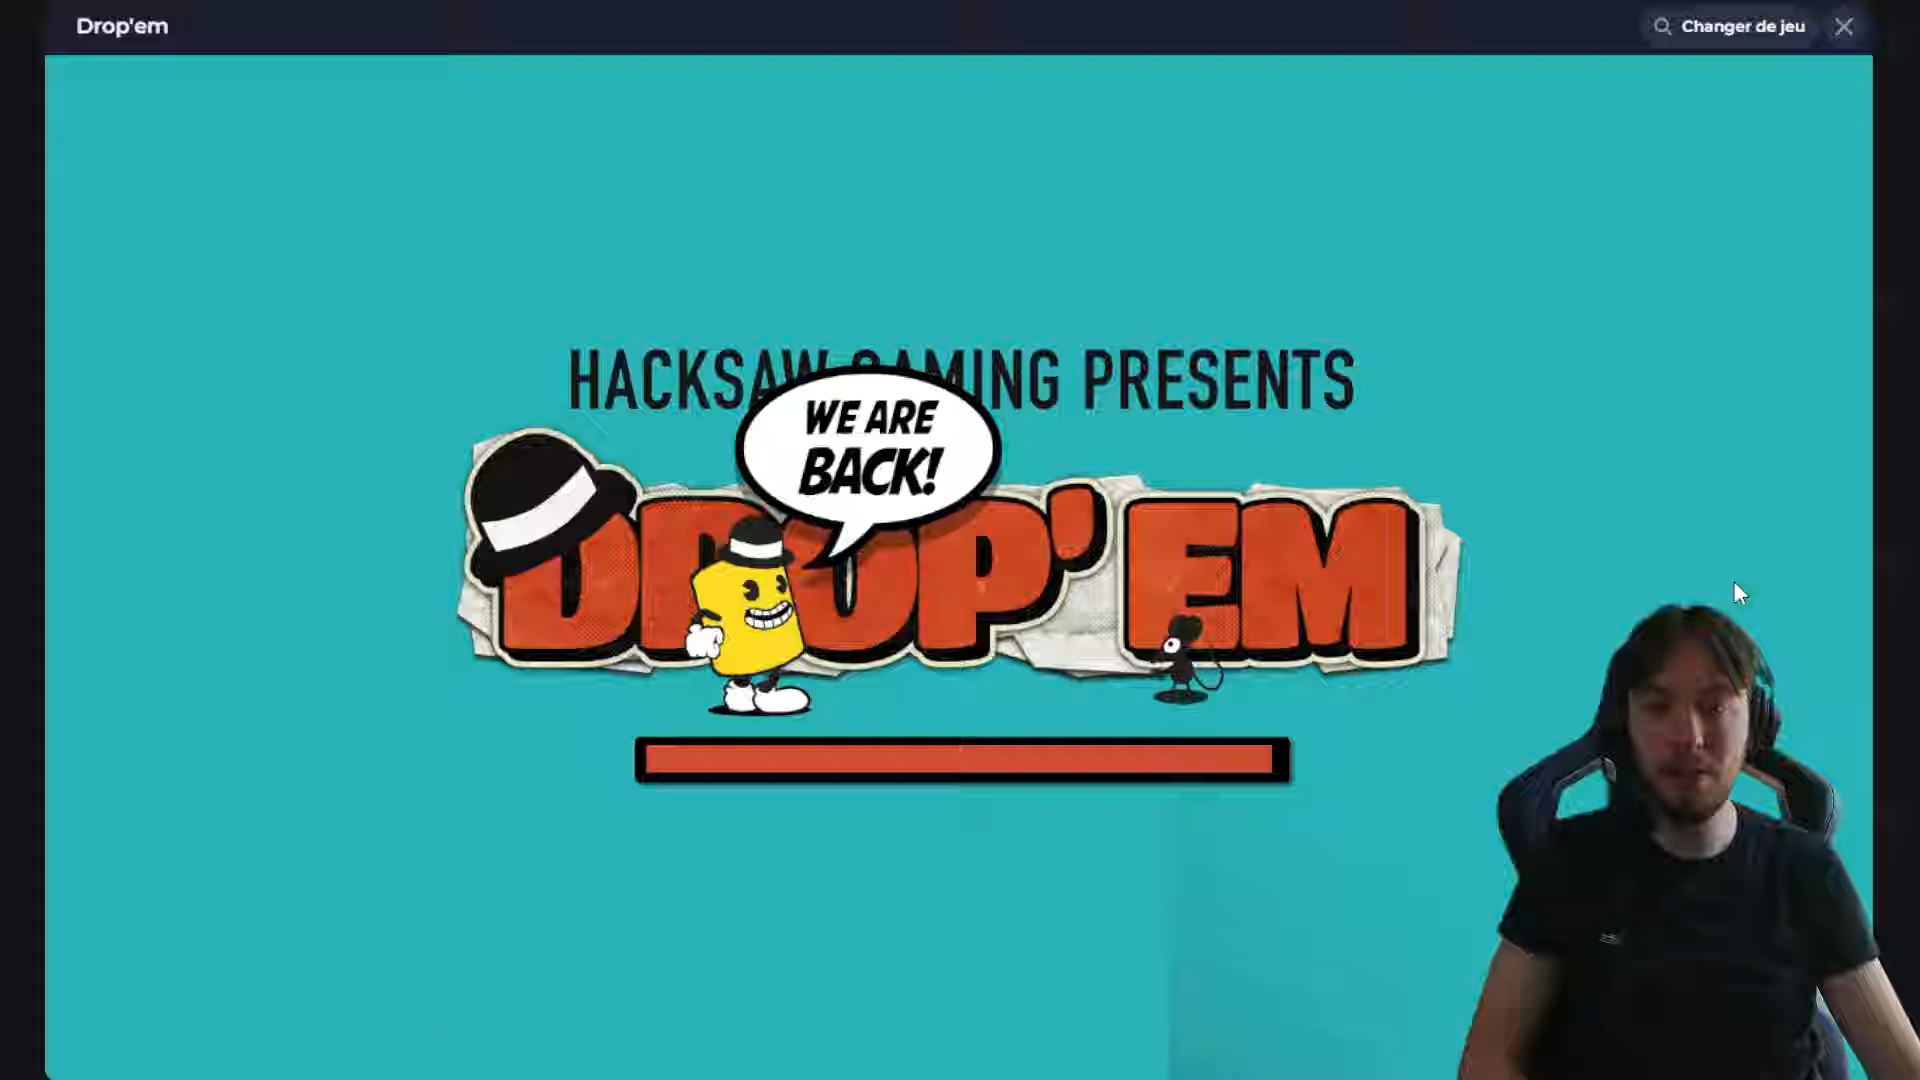 Drop'em
Changer de jeu
HACKSAW GAMING PRESENTS
WE ARE
BACK!
DROP'EM